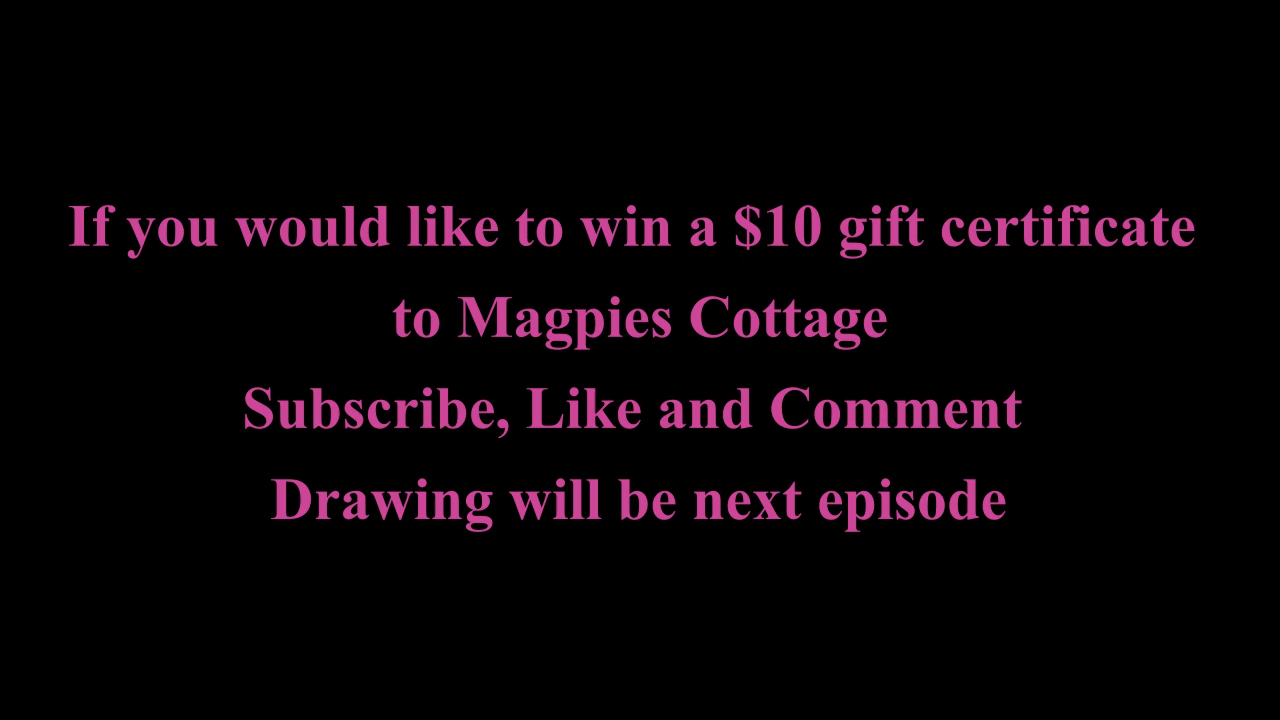 If you would like to win a $10 gift certificate
to Magpies Cottage
Subscribe, Like and Comment
Drawing will be next episode